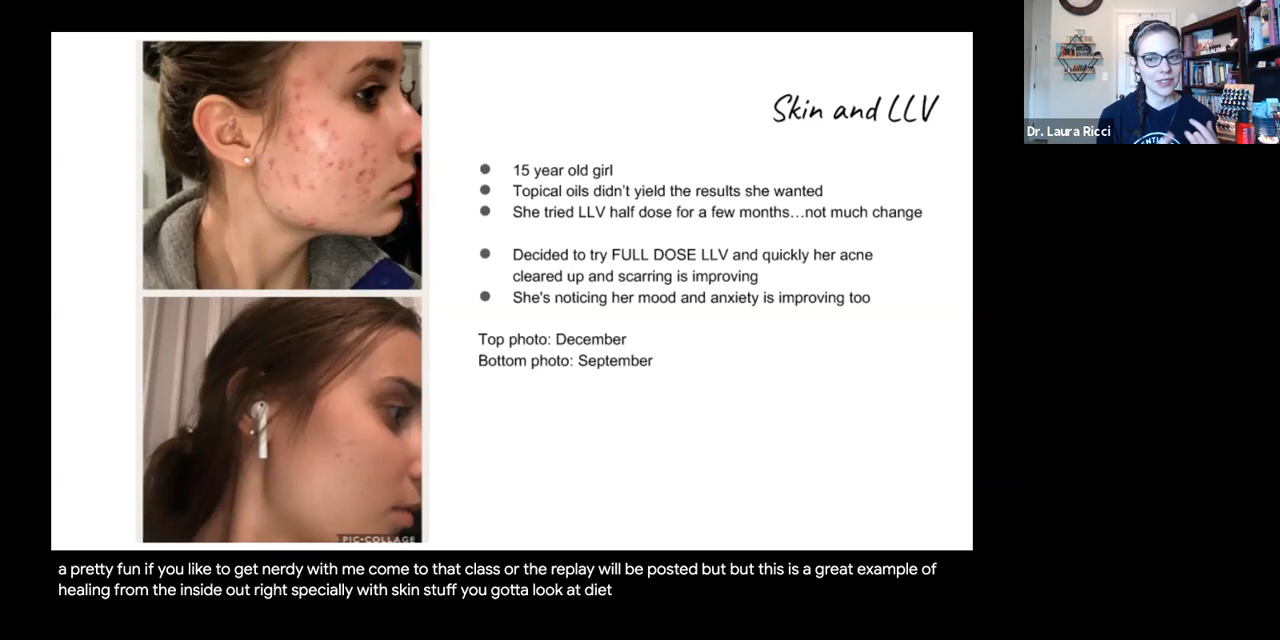 Skin and LLV
Dr. Laura Ricci
15 year old girl
Topical oils didn't yield the results she wanted
She tried LLV half dose for a few months…not much change
Decided to try FULL DOSE LLV and quickly her acne
cleared up and scarring is improving
She's noticing her mood and anxiety is improving too
Top photo: December
Bottom photo: September
PIC•COLLAGE
a pretty fun if you like to get nerdy with me come to that class or the replay will be posted but but this is a great example of
healing from the inside out right specially with skin stuff you gotta look at diet